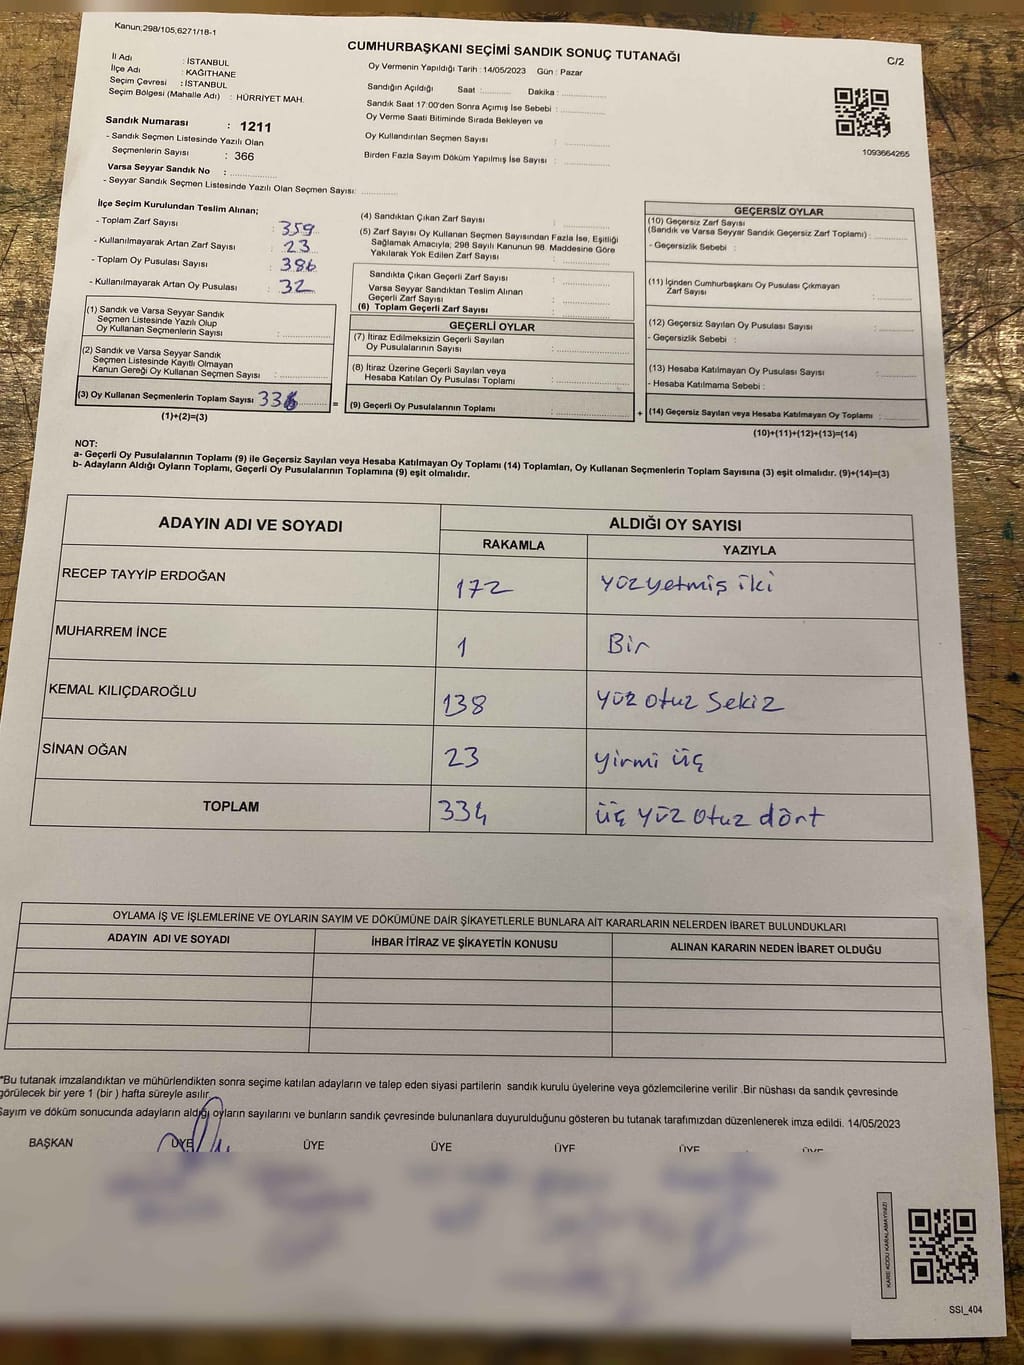 Kanun,298/105,6271/18-1
CUMHURBAŞKANI SEÇİMİ SANDIK SONUÇ TUTANAĞI
C/2
İl Adı : İSTANBUL
İlçe Adı : KAĞITHANE
Seçim Çevresi : İSTANBUL
Seçim Bölgesi (Mahalle Adı) : HÜRRİYET MAH.
Sandık Numarası : 1211
- Sandık Seçmen Listesinde Yazılı Olan
Seçmenlerin Sayısı : 366
Varsa Seyyar Sandık No : ..............
- Seyyar Sandık Seçmen Listesinde Yazılı Olan Seçmen Sayısı: ............
Oy Vermenin Yapıldığı Tarih : 14/05/2023 Gün : Pazar
Sandığın Açıldığı Saat :.......... Dakika : ..............
Sandık Saat 17:00'den Sonra Açımış İse Sebebi : ..............
Oy Verme Saati Bitiminde Sırada Bekleyen ve
Oy Kullandırılan Seçmen Sayısı : ..............
Birden Fazla Sayım Döküm Yapılmış İse Sayısı : ..............
1093664265
İlçe Seçim Kurulundan Teslim Alınan;
- Toplam Zarf Sayısı : 359
- Kullanılmayarak Artan Zarf Sayısı : 23
- Toplam Oy Pusulası Sayısı : 386
- Kullanılmayarak Artan Oy Pusulası : 32
(1) Sandık ve Varsa Seyyar Sandık
Seçmen Listesinde Yazılı Olup
Oy Kullanan Seçmenlerin Sayısı : ..............
(2) Sandık ve Varsa Seyyar Sandık
Seçmen Listesinde Kayıtlı Olmayan
Kanun Gereği Oy Kullanan Seçmen Sayısı : ..............
(3) Oy Kullanan Seçmenlerin Toplam Sayısı 336
(1)+(2)=(3)
=
(4) Sandıktan Çıkan Zarf Sayısı : ..............
(5) Zarf Sayısı Oy Kullanan Seçmen Sayısından Fazla İse, Eşitliği
Sağlamak Amacıyla, 298 Sayılı Kanunun 98. Maddesine Göre
Yakılarak Yok Edilen Zarf Sayısı : ..............
Sandıkta Çıkan Geçerli Zarf Sayısı : ..............
Varsa Seyyar Sandıktan Teslim Alınan
Geçerli Zarf Sayısı : ..............
(6) Toplam Geçerli Zarf Sayısı : ..............
GEÇERLİ OYLAR
(7) İtiraz Edilmeksizin Geçerli Sayılan
Oy Pusulalarının Sayısı : ..............
(8) İtiraz Üzerine Geçerli Sayılan veya
Hesaba Katılan Oy Pusulası Toplamı : ..............
(9) Geçerli Oy Pusulalarının Toplamı : ..............
+
GEÇERSİZ OYLAR
(10) Geçersiz Zarf Sayısı
(Sandık ve Varsa Seyyar Sandık Geçersiz Zarf Toplamı) : ..........
- Geçersizlik Sebebi :
(11) İçinden Cumhurbaşkanı Oy Pusulası Çıkmayan
Zarf Sayısı : ..........
(12) Geçersiz Sayılan Oy Pusulası Sayısı : ..........
- Geçersizlik Sebebi :
(13) Hesaba Katılmayan Oy Pusulası Sayısı : ..........
- Hesaba Katılmama Sebebi :
(14) Geçersiz Sayılan veya Hesaba Katılmayan Oy Toplamı : ..........
(10)+(11)+(12)+(13)=(14)
NOT:
a- Geçerli Oy Pusulalarının Toplamı (9) ile Geçersiz Sayılan veya Hesaba Katılmayan Oy Toplamı (14) Toplamları, Oy Kullanan Seçmenlerin Toplam Sayısına (3) eşit olmalıdır. (9)+(14)=(3)
b- Adayların Aldığı Oyların Toplamı, Geçerli Oy Pusulalarının Toplamına (9) eşit olmalıdır.
ADAYIN ADI VE SOYADI
ALDIĞI OY SAYISI
RAKAMLA YAZIYLA
RECEP TAYYİP ERDOĞAN 172 yüz yetmiş iki
MUHARREM İNCE 1 Bir
KEMAL KILIÇDAROĞLU 138 yüz otuz sekiz
SİNAN OĞAN 23 yirmi üç
TOPLAM 334 üç yüz otuz dört
OYLAMA İŞ VE İŞLEMLERİNE VE OYLARIN SAYIM VE DÖKÜMÜNE DAİR ŞİKAYETLERLE BUNLARA AİT KARARLARIN NELERDEN İBARET BULUNDUKLARI
ADAYIN ADI VE SOYADI İHBAR İTİRAZ VE ŞİKAYETİN KONUSU ALINAN KARARIN NEDEN İBARET OLDUĞU
*Bu tutanak imzalandıktan ve mühürlendikten sonra seçime katılan adayların ve talep eden siyasi partilerin sandık kurulu üyelerine veya gözlemcilerine verilir .Bir nüshası da sandık çevresinde
görülecek bir yere 1 (bir ) hafta süreyle asılır.
Sayım ve döküm sonucunda adayların aldığı oyların sayılarını ve bunların sandık çevresinde bulunanlara duyurulduğunu gösteren bu tutanak tarafımızdan düzenlenerek imza edildi. 14/05/2023
BAŞKAN ÜYE ÜYE ÜYE ÜYE ÜYE ÜYE
KARE KODU KARALAMAYINIZ!
SSI_404